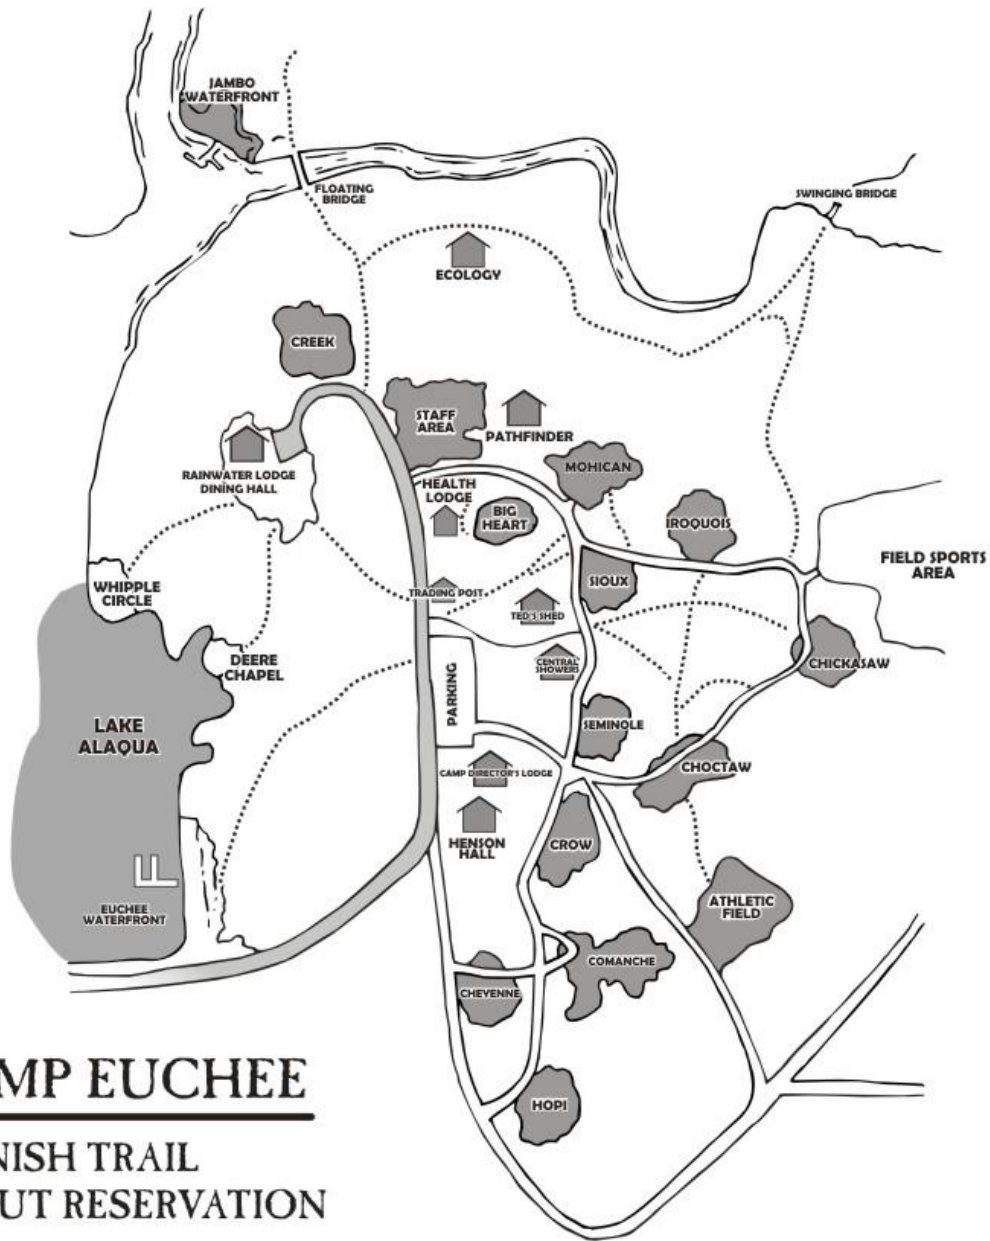 JAMBO
WATERFRONT
FLOATING
BRIDGE
SWINGING BRIDGE
ECOLOGY
CREEK
STAFF
AREA
PATHFINDER
MOHICAN
RAINWATER LODGE
DINING HALL
HEALTH
LODGE
BIG
HEART
IROQUOIS
FIELD SPORTS
AREA
SIOUX
WHIPPLE
CIRCLE
TRADING POST
TED'S SHED
DEERE
CHAPEL
CENTRAL
SHOWERS
CHICKASAW
PARKING
LAKE
ALAQUA
SEMINOLE
CHOCTAW
CAMP DIRECTOR'S LODGE
HENSON
HALL
CROW
ATHLETIC
FIELD
EUCHEE
WATERFRONT
COMANCHE
CHEYENNE
HOPI
MP EUCHEE
NISH TRAIL
UT RESERVATION